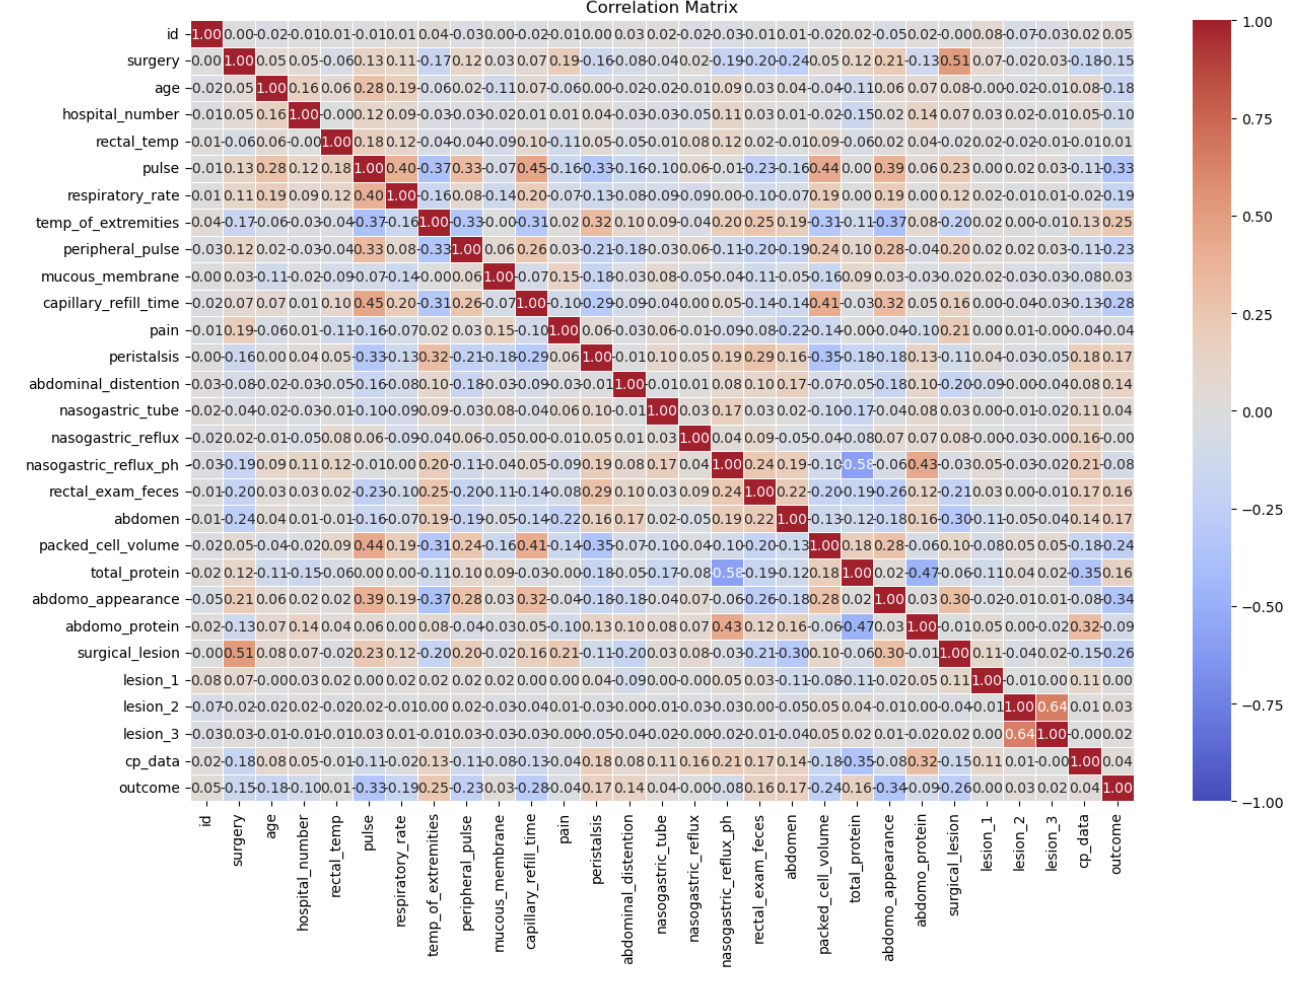 Correlation Matrix
id 1.00 0.00 -0.02 -0.01 0.01 -0.01 0.01 0.04 -0.03 0.00 -0.02 -0.01 0.00 0.03 0.02 -0.02 -0.03 -0.01 0.01 -0.02 0.02 -0.05 0.02 -0.00 0.08 -0.07 -0.03 0.02 0.05
surgery 0.00 1.00 0.05 0.05 -0.06 0.13 0.11 -0.17 0.12 0.03 0.07 0.19 -0.16 -0.08 -0.04 0.02 -0.19 -0.20 -0.24 0.05 0.12 0.21 -0.13 0.51 0.07 -0.02 0.03 -0.18 -0.15
age -0.02 0.05 1.00 0.16 0.06 0.28 0.19 -0.06 0.02 -0.11 0.07 -0.06 0.00 -0.02 -0.02 -0.01 0.09 0.03 0.04 -0.04 -0.11 0.06 0.07 0.08 -0.00 -0.02 -0.01 0.08 -0.18
hospital_number -0.01 0.05 0.16 1.00 -0.00 0.12 0.09 -0.03 -0.03 -0.02 0.01 0.01 0.04 -0.03 -0.03 -0.05 0.11 0.03 0.01 -0.02 -0.15 0.02 0.14 0.07 0.03 0.02 -0.01 0.05 -0.10
rectal_temp 0.01 -0.06 0.06 -0.00 1.00 0.18 0.12 -0.04 -0.04 -0.09 0.10 -0.11 0.05 -0.05 -0.01 0.08 0.12 0.02 -0.01 0.09 -0.06 0.02 0.04 -0.02 0.02 -0.02 -0.01 -0.01 0.01
pulse -0.01 0.13 0.28 0.12 0.18 1.00 0.40 -0.37 0.33 -0.07 0.45 -0.16 -0.33 -0.16 -0.10 0.06 -0.01 -0.23 -0.16 0.44 0.00 0.39 0.06 0.23 0.00 0.02 0.03 -0.11 -0.33
respiratory_rate 0.01 0.11 0.19 0.09 0.12 0.40 1.00 -0.16 0.08 -0.14 0.20 -0.07 -0.13 -0.08 -0.09 -0.09 0.00 -0.10 -0.07 0.19 0.00 0.19 0.00 0.12 0.02 -0.01 0.01 -0.02 -0.19
temp_of_extremities 0.04 -0.17 -0.06 -0.03 -0.04 -0.37 -0.16 1.00 -0.33 -0.00 -0.31 0.02 0.32 0.10 0.09 -0.04 0.20 0.25 0.19 -0.31 -0.11 -0.37 0.08 -0.20 0.02 0.00 -0.01 0.13 0.25
peripheral_pulse -0.03 0.12 0.02 -0.03 -0.04 0.33 0.08 -0.33 1.00 0.06 0.26 0.03 -0.21 -0.18 -0.03 0.06 -0.11 -0.20 -0.19 0.24 0.10 0.28 -0.04 0.20 0.02 0.02 0.03 -0.11 -0.23
mucous_membrane 0.00 0.03 -0.11 -0.02 -0.09 -0.07 -0.14 -0.00 0.06 1.00 -0.07 0.15 -0.18 -0.03 0.08 -0.05 -0.04 -0.11 -0.05 -0.16 0.09 0.03 -0.03 -0.02 0.02 -0.03 -0.03 -0.08 0.03
capillary_refill_time -0.02 0.07 0.07 0.01 0.10 0.45 0.20 -0.31 0.26 -0.07 1.00 -0.10 -0.29 -0.09 -0.04 0.00 0.05 -0.14 -0.14 0.41 -0.03 0.32 0.05 0.16 0.00 -0.04 -0.03 -0.13 -0.28
pain -0.01 0.19 -0.06 0.01 -0.11 -0.16 -0.07 0.02 0.03 0.15 -0.10 1.00 0.06 -0.03 0.06 -0.01 -0.09 -0.08 -0.22 -0.14 -0.00 -0.04 -0.10 0.21 0.00 0.01 -0.00 -0.04 -0.04
peristalsis 0.00 -0.16 0.00 0.04 0.05 -0.33 -0.13 0.32 -0.21 -0.18 -0.29 0.06 1.00 -0.01 0.10 0.05 0.19 0.29 0.16 -0.35 -0.18 -0.18 0.13 -0.11 0.04 -0.03 -0.05 0.18 0.17
abdominal_distention 0.03 -0.08 -0.02 -0.03 -0.05 -0.16 -0.08 0.10 -0.18 -0.03 -0.09 -0.03 -0.01 1.00 -0.01 0.01 0.08 0.10 0.17 -0.07 -0.05 -0.18 0.10 -0.20 -0.09 -0.00 -0.04 0.08 0.14
nasogastric_tube 0.02 -0.04 -0.02 -0.03 -0.01 -0.10 -0.09 0.09 -0.03 0.08 -0.04 0.06 0.10 -0.01 1.00 0.03 0.17 0.03 0.02 -0.10 -0.17 -0.04 0.08 0.03 -0.00 -0.01 -0.02 0.11 0.04
nasogastric_reflux -0.02 0.02 -0.01 -0.05 0.08 0.06 -0.09 -0.04 0.06 -0.05 0.00 -0.01 0.05 0.01 0.03 1.00 0.04 0.09 -0.05 -0.04 -0.08 0.07 0.07 0.08 -0.00 -0.03 -0.00 0.16 -0.00
nasogastric_reflux_ph -0.03 -0.19 0.09 0.11 0.12 -0.01 0.00 0.20 -0.11 -0.04 0.05 -0.09 0.19 0.08 0.17 0.04 1.00 0.24 0.19 -0.10 -0.58 -0.06 0.43 -0.03 0.05 -0.03 -0.02 0.21 -0.08
rectal_exam_feces -0.01 -0.20 0.03 0.03 0.02 -0.23 -0.10 0.25 -0.20 -0.11 -0.14 -0.08 0.29 0.10 0.03 0.09 0.24 1.00 0.22 -0.20 -0.19 -0.26 0.12 -0.21 0.03 0.00 -0.01 0.17 0.16
abdomen 0.01 -0.24 0.04 0.01 -0.01 -0.16 -0.07 0.19 -0.19 -0.05 -0.14 -0.22 0.16 0.17 0.02 -0.05 0.19 0.22 1.00 -0.13 -0.12 -0.18 0.16 -0.30 -0.11 -0.05 -0.04 0.14 0.17
packed_cell_volume -0.02 0.05 -0.04 -0.02 0.09 0.44 0.19 -0.31 0.24 -0.16 0.41 -0.14 -0.35 -0.07 -0.10 -0.04 -0.10 -0.20 -0.13 1.00 0.18 0.28 -0.06 0.10 -0.08 0.05 0.05 -0.18 -0.24
total_protein 0.02 0.12 -0.11 -0.15 -0.06 0.00 0.00 -0.11 0.10 0.09 -0.03 -0.00 -0.18 -0.05 -0.17 -0.08 -0.58 -0.19 -0.12 0.18 1.00 0.02 -0.47 -0.06 -0.11 0.04 0.02 -0.35 0.16
abdomo_appearance -0.05 0.21 0.06 0.02 0.02 0.39 0.19 -0.37 0.28 0.03 0.32 -0.04 -0.18 -0.18 -0.04 0.07 -0.06 -0.26 -0.18 0.28 0.02 1.00 0.03 0.30 -0.02 -0.01 0.01 -0.08 -0.34
abdomo_protein 0.02 -0.13 0.07 0.14 0.04 0.06 0.00 0.08 -0.04 -0.03 0.05 -0.10 0.13 0.10 0.08 0.07 0.43 0.12 0.16 -0.06 -0.47 0.03 1.00 -0.01 0.05 0.00 -0.02 0.32 -0.09
surgical_lesion -0.00 0.51 0.08 0.07 -0.02 0.23 0.12 -0.20 0.20 -0.02 0.16 0.21 -0.11 -0.20 0.03 0.08 -0.03 -0.21 -0.30 0.10 -0.06 0.30 -0.01 1.00 0.11 -0.04 0.02 -0.15 -0.26
lesion_1 0.08 0.07 -0.00 0.03 0.02 0.00 0.02 0.02 0.02 0.02 0.00 0.00 0.04 -0.09 -0.00 -0.00 0.05 0.03 -0.11 -0.08 -0.11 -0.02 0.05 0.11 1.00 -0.01 0.00 0.11 0.00
lesion_2 -0.07 -0.02 -0.02 0.02 -0.02 0.02 -0.01 0.00 0.02 -0.03 -0.04 0.01 -0.03 -0.00 -0.01 -0.03 -0.03 0.00 -0.05 0.05 0.04 -0.01 0.00 -0.04 -0.01 1.00 0.64 0.01 0.03
lesion_3 -0.03 0.03 -0.01 -0.01 -0.01 0.03 0.01 -0.01 0.03 -0.03 -0.03 -0.00 -0.05 -0.04 -0.02 -0.00 -0.02 -0.01 -0.04 0.05 0.02 0.01 -0.02 0.02 0.00 0.64 1.00 -0.00 0.02
cp_data 0.02 -0.18 0.08 0.05 -0.01 -0.11 -0.02 0.13 -0.11 -0.08 -0.13 -0.04 0.18 0.08 0.11 0.16 0.21 0.17 0.14 -0.18 -0.35 -0.08 0.32 -0.15 0.11 0.01 -0.00 1.00 0.04
outcome 0.05 -0.15 -0.18 -0.10 0.01 -0.33 -0.19 0.25 -0.23 0.03 -0.28 -0.04 0.17 0.14 0.04 -0.00 -0.08 0.16 0.17 -0.24 0.16 -0.34 -0.09 -0.26 0.00 0.03 0.02 0.04 1.00
id
surgery
age
hospital_number
rectal_temp
pulse
respiratory_rate
temp_of_extremities
peripheral_pulse
mucous_membrane
capillary_refill_time
pain
peristalsis
abdominal_distention
nasogastric_tube
nasogastric_reflux
nasogastric_reflux_ph
rectal_exam_feces
abdomen
packed_cell_volume
total_protein
abdomo_appearance
abdomo_protein
surgical_lesion
lesion_1
lesion_2
lesion_3
cp_data
outcome
1.00
0.75
0.50
0.25
0.00
−0.25
−0.50
−0.75
−1.00